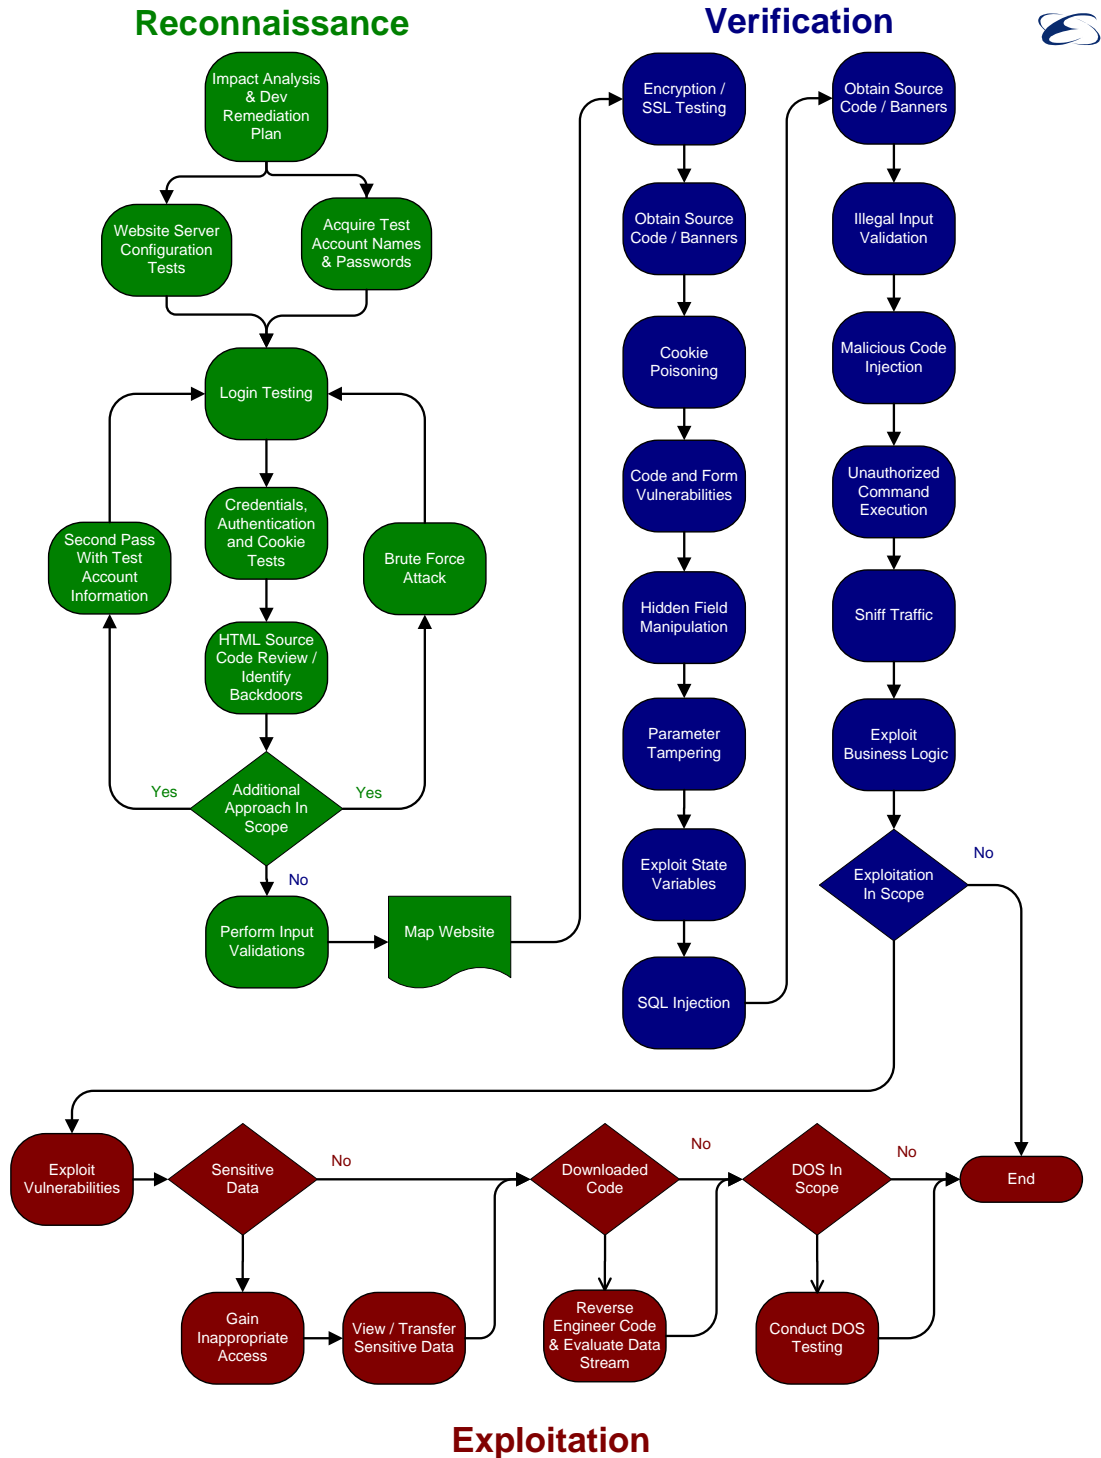 Reconnaissance
Impact Analysis
& Dev
Remediation
Plan
Website Server
Configuration
Tests
Acquire Test
Account Names
& Passwords
Login Testing
Credentials,
Authentication
and Cookie
Tests
Second Pass
With Test
Account
Information
Brute Force
Attack
HTML Source
Code Review /
Identify
Backdoors
Yes
Additional
Approach In
Scope
Yes
No
Perform Input
Validations
Map Website
Verification
Encryption /
SSL Testing
Obtain Source
Code / Banners
Cookie
Poisoning
Code and Form
Vulnerabilities
Hidden Field
Manipulation
Parameter
Tampering
Exploit State
Variables
SQL Injection
Obtain Source
Code / Banners
Illegal Input
Validation
Malicious Code
Injection
Unauthorized
Command
Execution
Sniff Traffic
Exploit
Business Logic
Exploitation
In Scope
No
Exploit
Vulnerabilities
Sensitive
Data
No
Gain
Inappropriate
Access
View / Transfer
Sensitive Data
Downloaded
Code
No
Reverse
Engineer Code
& Evaluate Data
Stream
DOS In
Scope
No
Conduct DOS
Testing
End
Exploitation